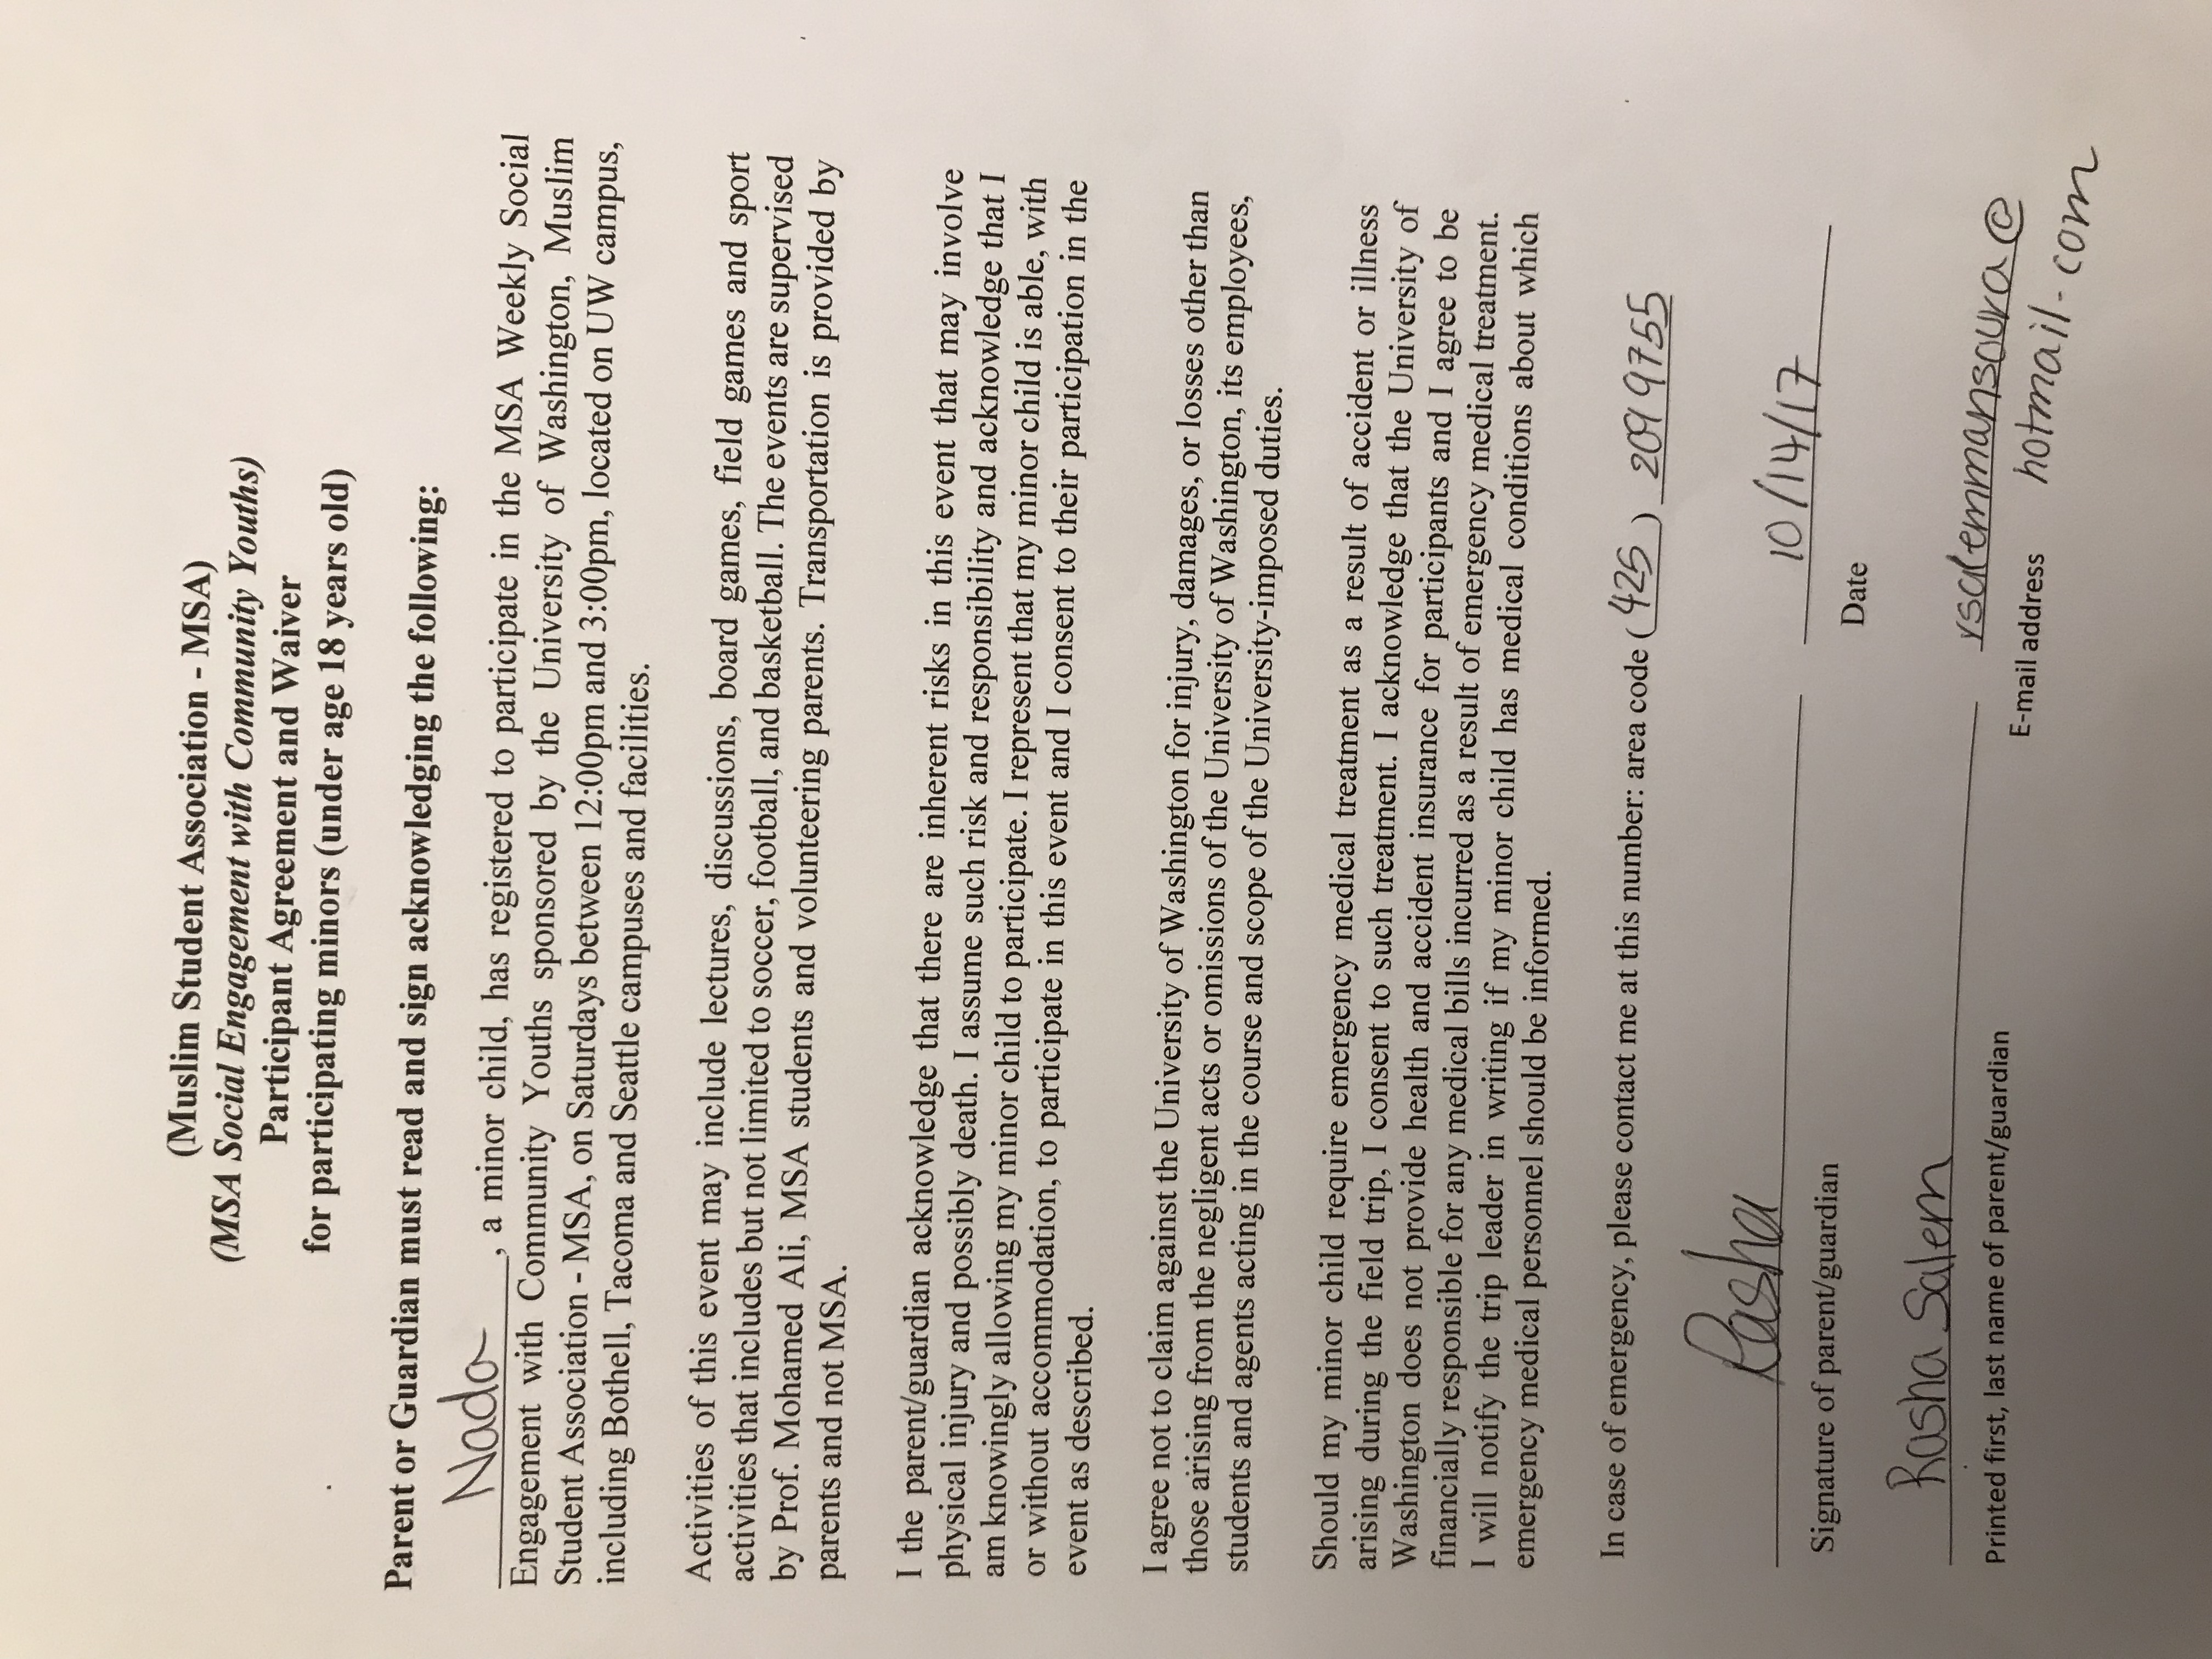 (Muslim Student Association - MSA)
(MSA Social Engagement with Community Youths)
Participant Agreement and Waiver
for participating minors (under age 18 years old)
Parent or Guardian must read and sign acknowledging the following:
Nada, a minor child, has registered to participate in the MSA Weekly Social
Engagement with Community Youths sponsored by the University of Washington, Muslim
Student Association - MSA, on Saturdays between 12:00pm and 3:00pm, located on UW campus,
including Bothell, Tacoma and Seattle campuses and facilities.
Activities of this event may include lectures, discussions, board games, field games and sport
activities that includes but not limited to soccer, football, and basketball. The events are supervised
by Prof. Mohamed Ali, MSA students and volunteering parents. Transportation is provided by
parents and not MSA.
I the parent/guardian acknowledge that there are inherent risks in this event that may involve
physical injury and possibly death. I assume such risk and responsibility and acknowledge that I
am knowingly allowing my minor child to participate. I represent that my minor child is able, with
or without accommodation, to participate in this event and I consent to their participation in the
event as described.
I agree not to claim against the University of Washington for injury, damages, or losses other than
those arising from the negligent acts or omissions of the University of Washington, its employees,
students and agents acting in the course and scope of the University-imposed duties.
Should my minor child require emergency medical treatment as a result of accident or illness
arising during the field trip, I consent to such treatment. I acknowledge that the University of
Washington does not provide health and accident insurance for participants and I agree to be
financially responsible for any medical bills incurred as a result of emergency medical treatment.
I will notify the trip leader in writing if my minor child has medical conditions about which
emergency medical personnel should be informed.
In case of emergency, please contact me at this number: area code (425) 209 9755
Rasha
10/14/17
Signature of parent/guardian
Date
Rasha Salem
rsalemmansoura@
Printed first, last name of parent/guardian
E-mail address
hotmail.com